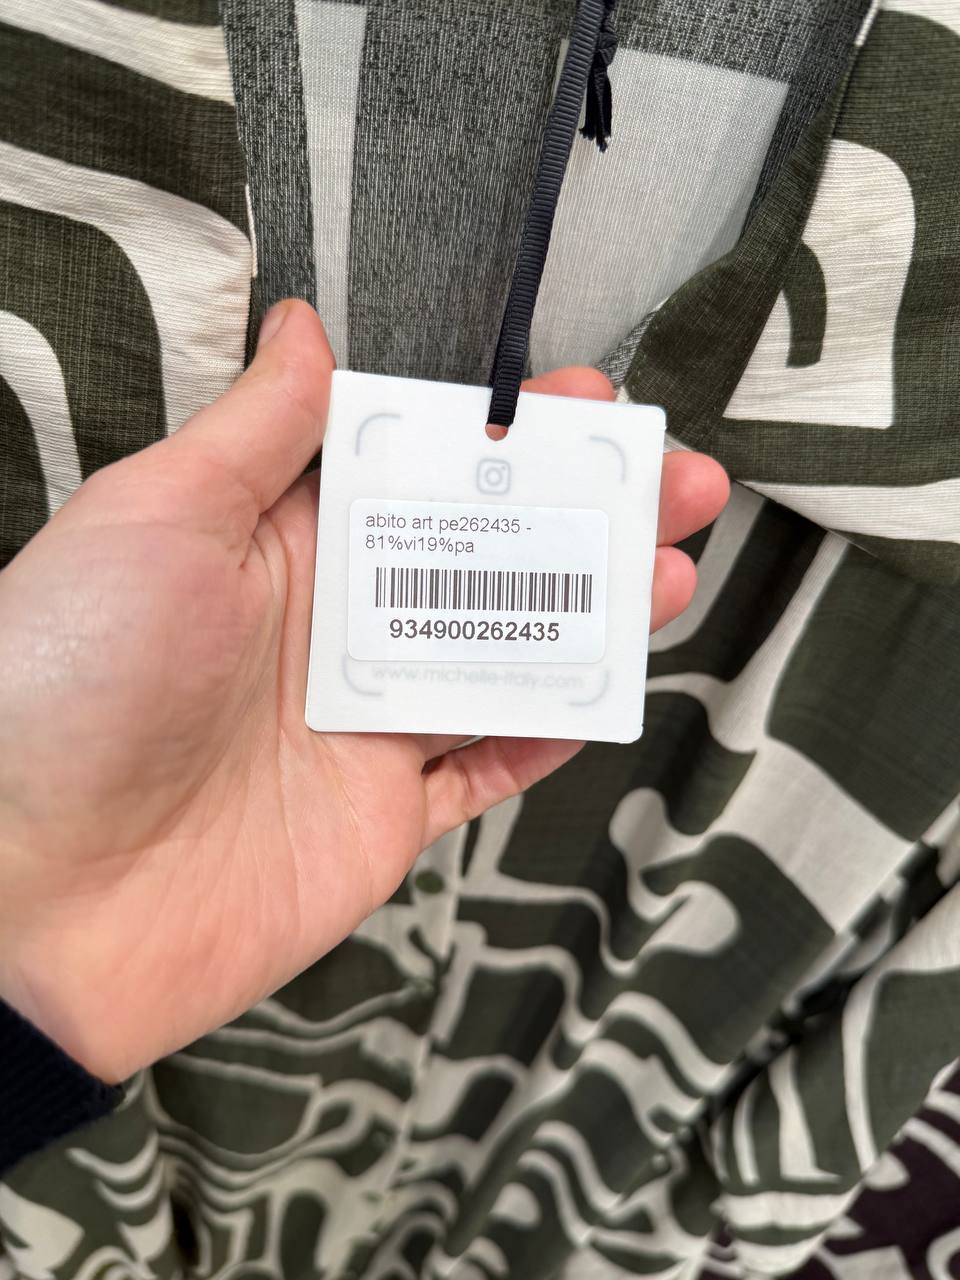 abito art pe262435 -
81%vi19%pa
934900262435
www.michelle-italy.com